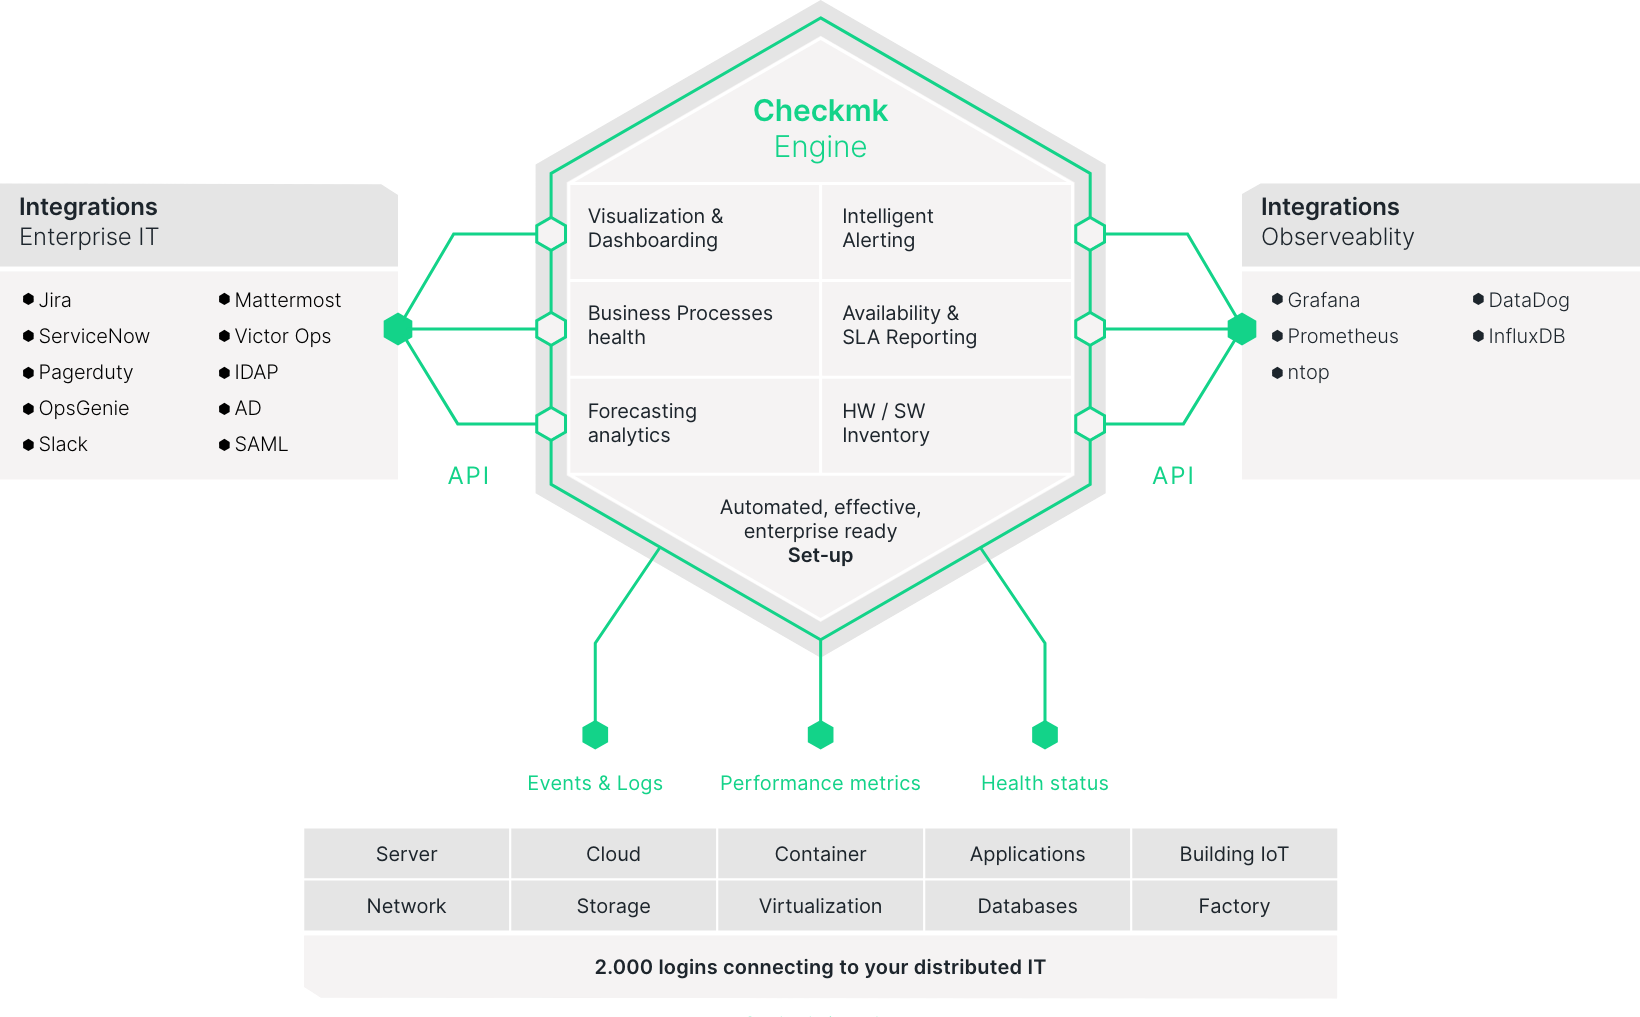 Checkmk
Engine
Integrations
Enterprise IT
Jira
ServiceNow
Pagerduty
OpsGenie
Slack
Mattermost
Victor Ops
IDAP
AD
SAML
API
Visualization &
Dashboarding
Intelligent
Alerting
Business Processes
health
Availability &
SLA Reporting
Forecasting
analytics
HW / SW
Inventory
Automated, effective,
enterprise ready
Set-up
Integrations
Observeablity
Grafana
Prometheus
ntop
DataDog
InfluxDB
API
Events & Logs
Performance metrics
Health status
Server
Cloud
Container
Applications
Building IoT
Network
Storage
Virtualization
Databases
Factory
2.000 logins connecting to your distributed IT